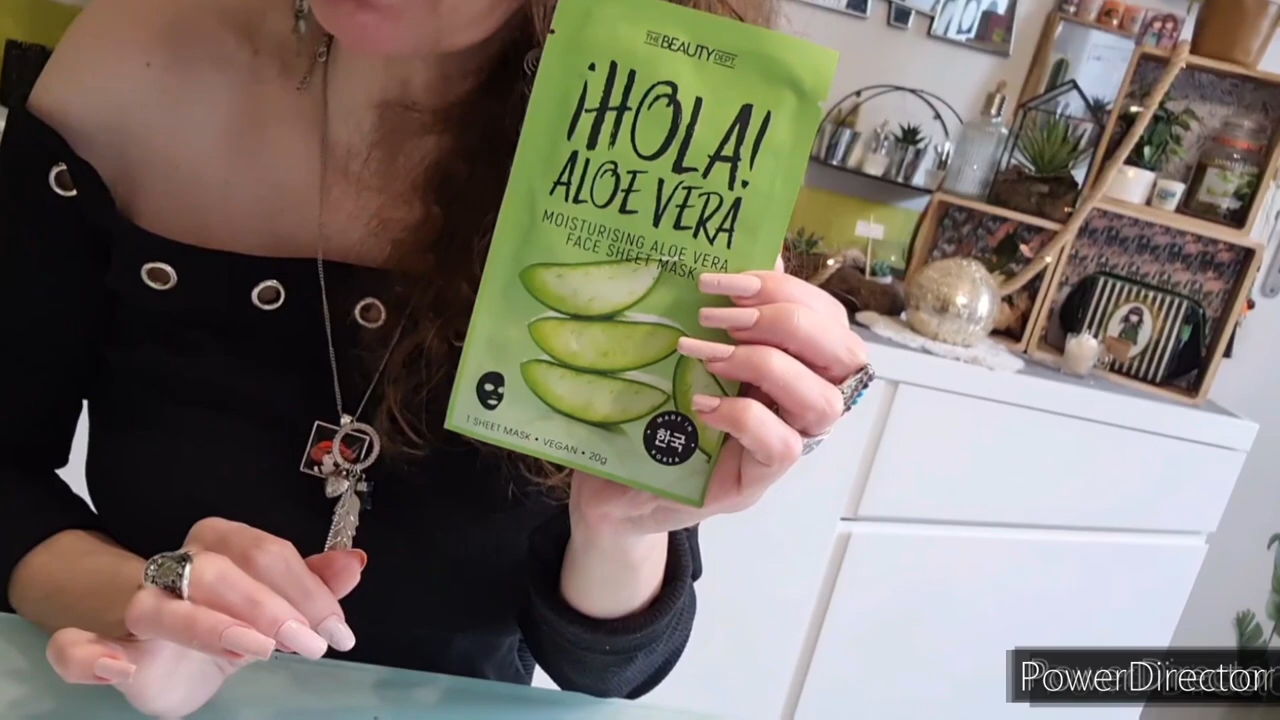 THE BEAUTY DEPT.
¡HOLA!
ALOE VERA
MOISTURISING ALOE VERA
FACE SHEET MASK
1 SHEET MASK • VEGAN • 20g
MADE IN
한국
KOREA
PowerDirector